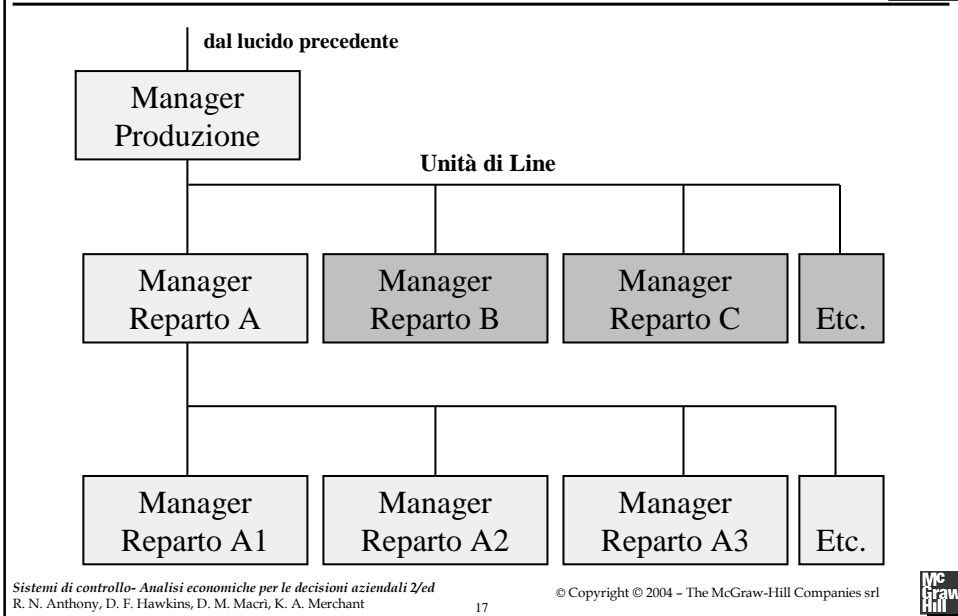 dal lucido precedente
Manager
Produzione
Unità di Line
Manager
Reparto A
Manager
Reparto B
Manager
Reparto C
Etc.
Manager
Reparto A1
Manager
Reparto A2
Manager
Reparto A3
Etc.
Sistemi di controllo- Analisi economiche per le decisioni aziendali 2/ed
R. N. Anthony, D. F. Hawkins, D. M. Macrì, K. A. Merchant
17
© Copyright © 2004 – The McGraw-Hill Companies srl
Mc
Graw
Hill